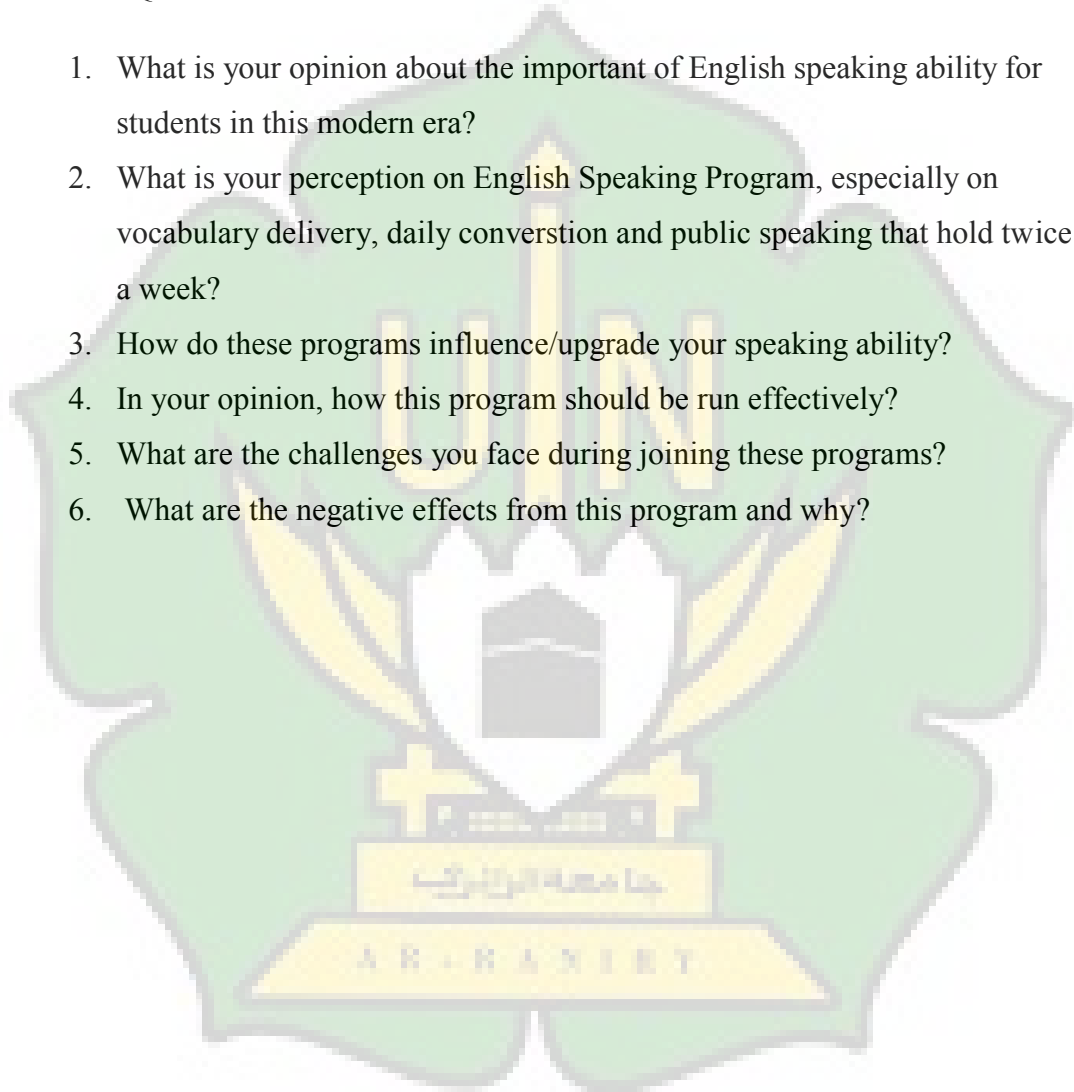 1. What is your opinion about the important of English speaking ability for
students in this modern era?
2. What is your perception on English Speaking Program, especially on
vocabulary delivery, daily converstion and public speaking that hold twice
a week?
3. How do these programs influence/upgrade your speaking ability?
4. In your opinion, how this program should be run effectively?
5. What are the challenges you face during joining these programs?
6. What are the negative effects from this program and why?
UIN
جامعة الرانري
AR-RANIRY